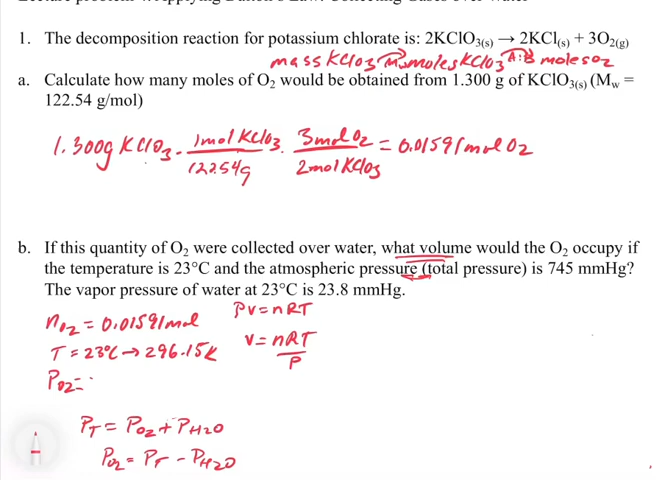 1. The decomposition reaction for potassium chlorate is: 2KClO3(s) → 2KCl(s) + 3O2(g)
mass KClO3 → Mw moles KClO3 A:B moles O2
a. Calculate how many moles of O2 would be obtained from 1.300 g of KClO3(s) (Mw =
122.54 g/mol)
1.300g KClO3 · 1mol KClO3/122.54g · 3mol O2/2mol KClO3 = 0.01591mol O2
b. If this quantity of O2 were collected over water, what volume would the O2 occupy if
the temperature is 23°C and the atmospheric pressure (total pressure) is 745 mmHg?
The vapor pressure of water at 23°C is 23.8 mmHg.
nO2 = 0.01591mol PV=nRT
T = 23°C → 296.15K V = nRT/P
PO2 =
PT = PO2 + PH2O
PO2 = PT - PH2O